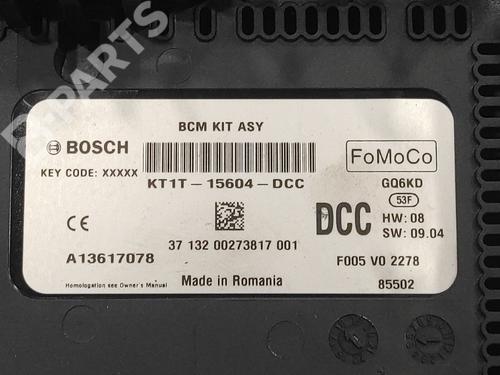 B-PARTS
BCM KIT ASY
BOSCH
FoMoCo
KEY CODE: XXXXX
KT1T-15604-DCC
GQ6KD
53F
CE
DCC
HW: 08
SW: 09.04
A13617078
37 132 00273817 001
F005 V0 2278
Made in Romania
85502
Homologation see Owner's Manual